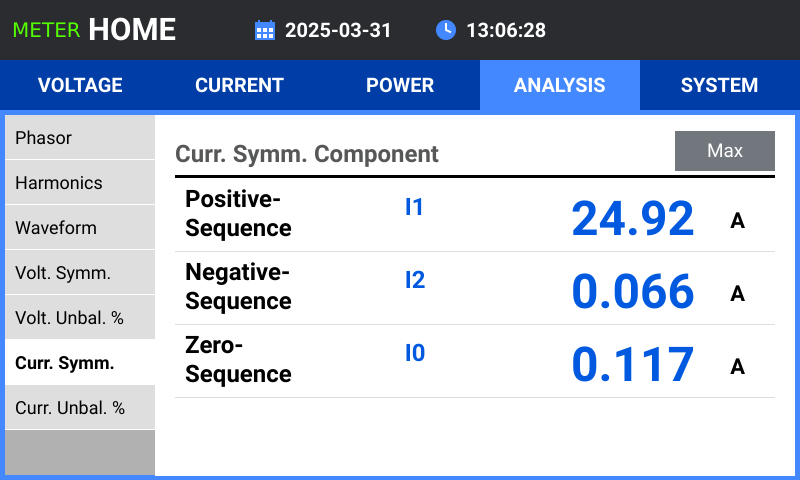 METER HOME 2025-03-31 13:06:28
VOLTAGE CURRENT POWER ANALYSIS SYSTEM
Phasor
Harmonics
Waveform
Volt. Symm.
Volt. Unbal. %
Curr. Symm.
Curr. Unbal. %
Curr. Symm. Component Max
Positive-
Sequence I1 24.92 A
Negative-
Sequence I2 0.066 A
Zero-
Sequence I0 0.117 A